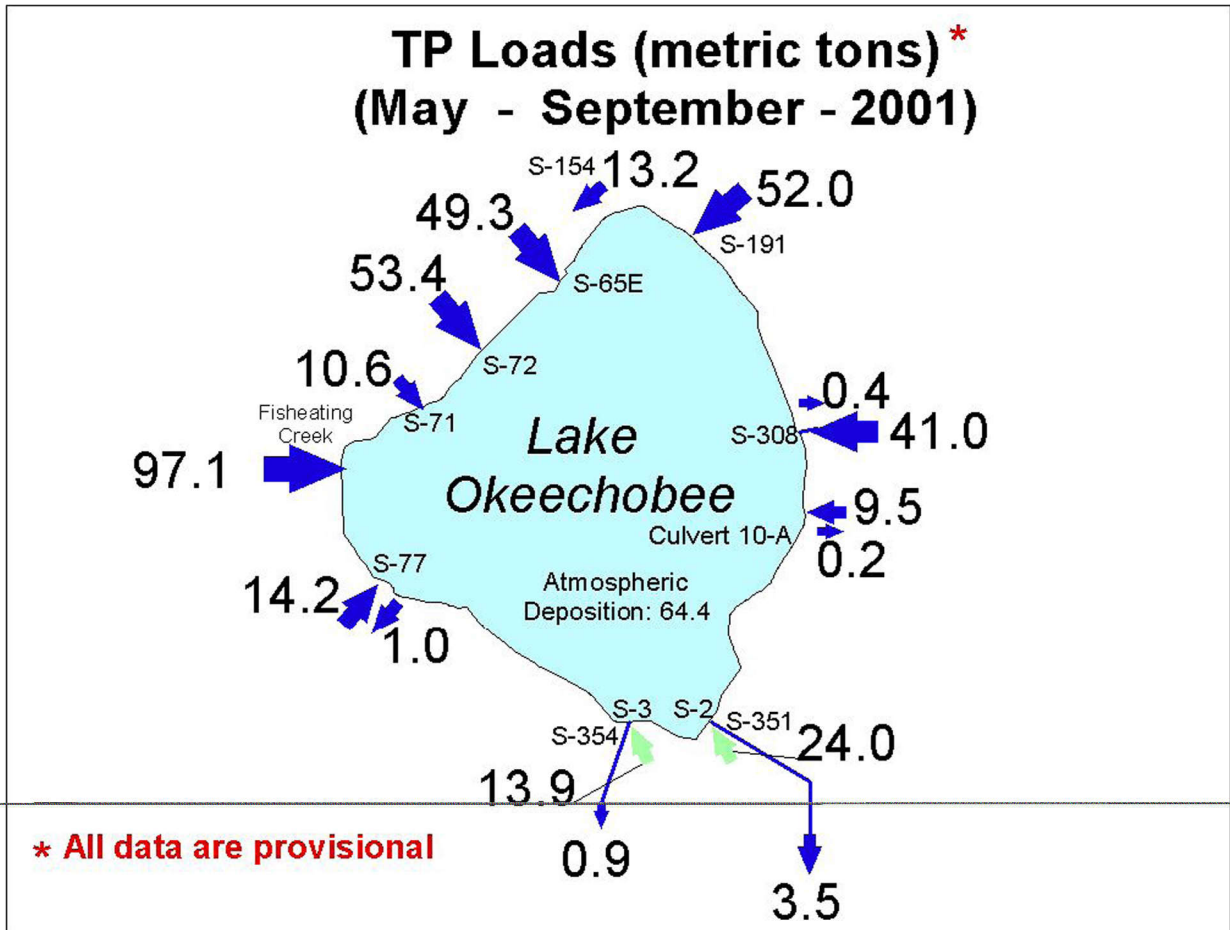 TP Loads (metric tons) *
(May - September - 2001)
S-154 13.2
52.0
49.3
S-191
53.4
S-65E
10.6
S-72
0.4
Fisheating
Creek
S-71
S-308
41.0
Lake
Okeechobee
97.1
9.5
Culvert 10-A
0.2
S-77
14.2
Atmospheric
Deposition: 64.4
1.0
S-3 S-2
S-351
S-354
24.0
13.9
* All data are provisional
0.9
3.5